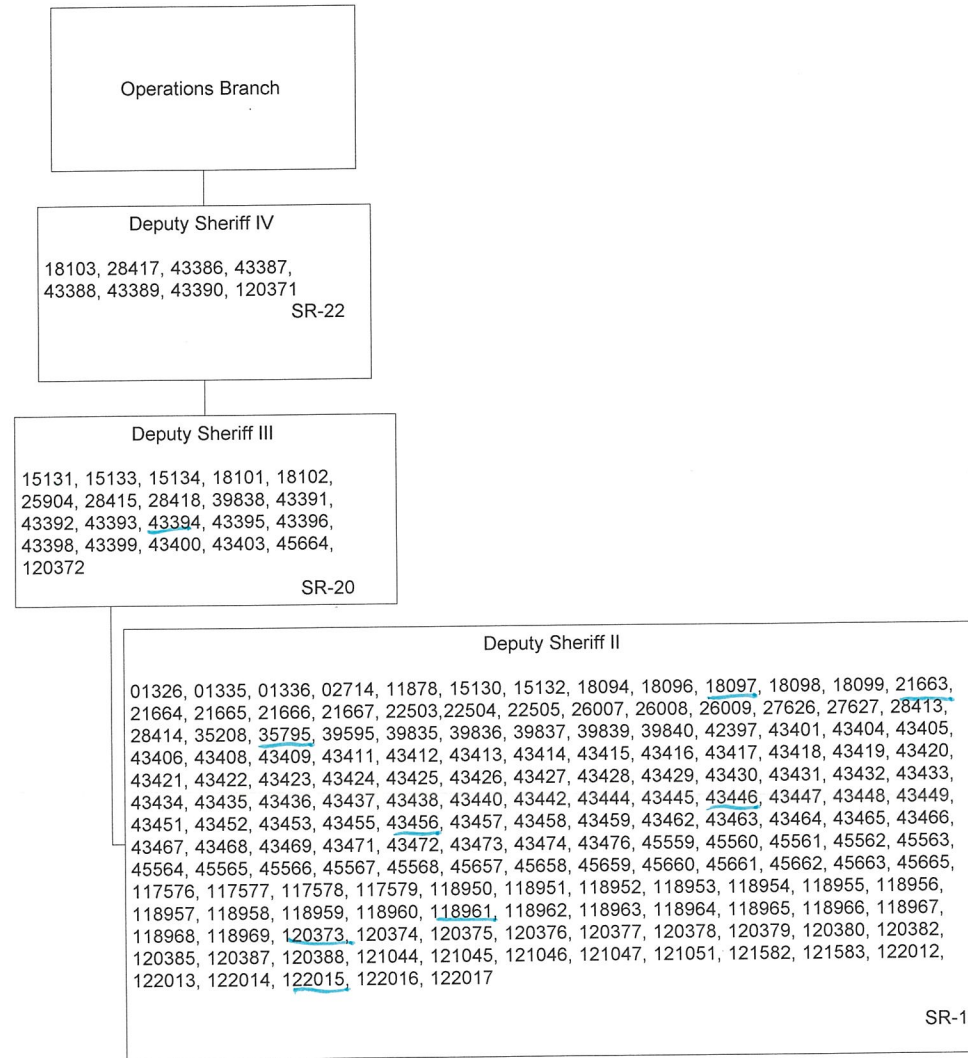 Operations Branch
Deputy Sheriff IV
18103, 28417, 43386, 43387,
43388, 43389, 43390, 120371
SR-22
Deputy Sheriff III
15131, 15133, 15134, 18101, 18102,
25904, 28415, 28418, 39838, 43391,
43392, 43393, 43394, 43395, 43396,
43398, 43399, 43400, 43403, 45664,
120372
SR-20
Deputy Sheriff II
01326, 01335, 01336, 02714, 11878, 15130, 15132, 18094, 18096, 18097, 18098, 18099, 21663,
21664, 21665, 21666, 21667, 22503,22504, 22505, 26007, 26008, 26009, 27626, 27627, 28413,
28414, 35208, 35795, 39595, 39835, 39836, 39837, 39839, 39840, 42397, 43401, 43404, 43405,
43406, 43408, 43409, 43411, 43412, 43413, 43414, 43415, 43416, 43417, 43418, 43419, 43420,
43421, 43422, 43423, 43424, 43425, 43426, 43427, 43428, 43429, 43430, 43431, 43432, 43433,
43434, 43435, 43436, 43437, 43438, 43440, 43442, 43444, 43445, 43446, 43447, 43448, 43449,
43451, 43452, 43453, 43455, 43456, 43457, 43458, 43459, 43462, 43463, 43464, 43465, 43466,
43467, 43468, 43469, 43471, 43472, 43473, 43474, 43476, 45559, 45560, 45561, 45562, 45563,
45564, 45565, 45566, 45567, 45568, 45657, 45658, 45659, 45660, 45661, 45662, 45663, 45665,
117576, 117577, 117578, 117579, 118950, 118951, 118952, 118953, 118954, 118955, 118956,
118957, 118958, 118959, 118960, 118961, 118962, 118963, 118964, 118965, 118966, 118967,
118968, 118969, 120373, 120374, 120375, 120376, 120377, 120378, 120379, 120380, 120382,
120385, 120387, 120388, 121044, 121045, 121046, 121047, 121051, 121582, 121583, 122012,
122013, 122014, 122015, 122016, 122017
SR-1